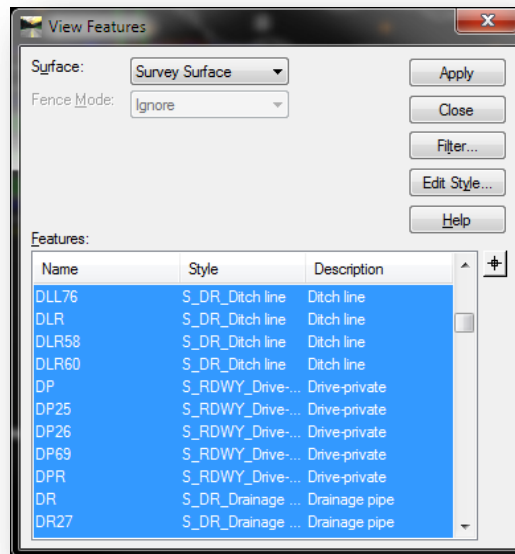 View Features
Surface: Survey Surface Apply
Fence Mode: Ignore Close
Filter...
Edit Style...
Help
Features:
Name Style Description
DLL76 S_DR_Ditch line Ditch line
DLR S_DR_Ditch line Ditch line
DLR58 S_DR_Ditch line Ditch line
DLR60 S_DR_Ditch line Ditch line
DP S_RDWY_Drive-... Drive-private
DP25 S_RDWY_Drive-... Drive-private
DP26 S_RDWY_Drive-... Drive-private
DP69 S_RDWY_Drive-... Drive-private
DPR S_RDWY_Drive-... Drive-private
DR S_DR_Drainage ... Drainage pipe
DR27 S_DR_Drainage ... Drainage pipe